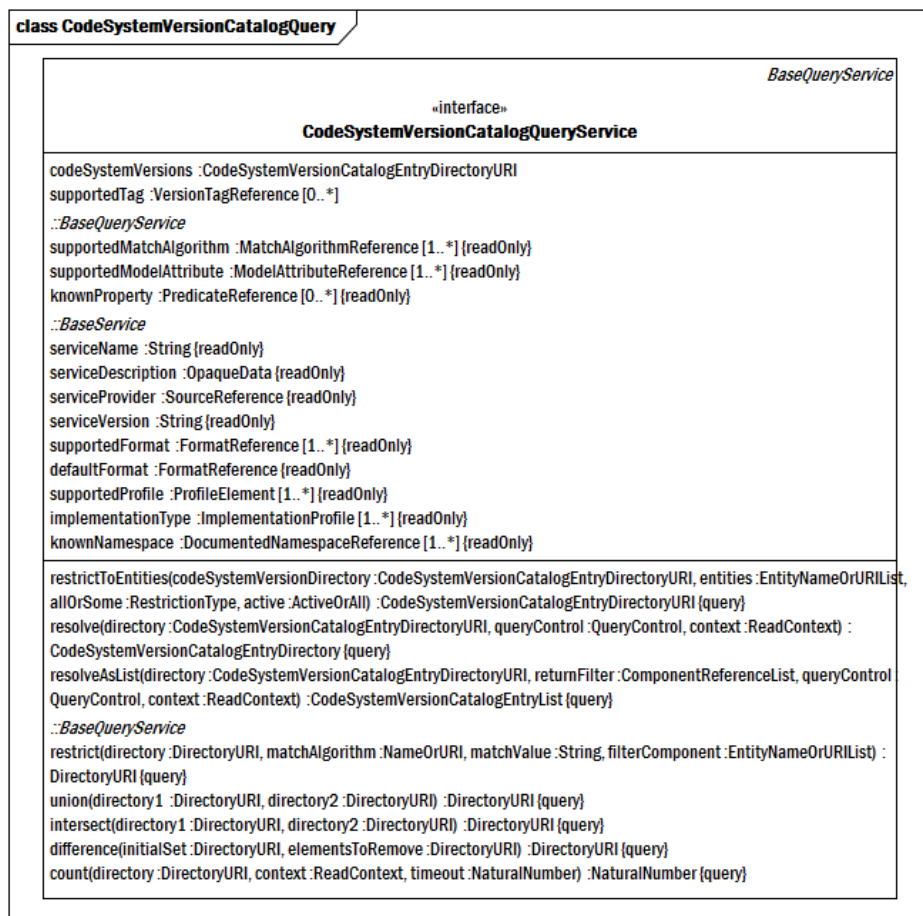 class CodeSystemVersionCatalogQuery
BaseQueryService
«interface»
CodeSystemVersionCatalogQueryService
codeSystemVersions :CodeSystemVersionCatalogEntryDirectoryURI
supportedTag :VersionTagReference [0..*]
::BaseQueryService
supportedMatchAlgorithm :MatchAlgorithmReference [1..*] {readOnly}
supportedModelAttribute :ModelAttributeReference [1..*] {readOnly}
knownProperty :PredicateReference [0..*] {readOnly}
::BaseService
serviceName :String {readOnly}
serviceDescription :OpaqueData {readOnly}
serviceProvider :SourceReference {readOnly}
serviceVersion :String {readOnly}
supportedFormat :FormatReference [1..*] {readOnly}
defaultFormat :FormatReference {readOnly}
supportedProfile :ProfileElement [1..*] {readOnly}
implementationType :ImplementationProfile [1..*] {readOnly}
knownNamespace :DocumentedNamespaceReference [1..*] {readOnly}
restrictToEntities(codeSystemVersionDirectory :CodeSystemVersionCatalogEntryDirectoryURI, entities :EntityNameOrURIList,
allOrSome :RestrictionType, active :ActiveOrAll) :CodeSystemVersionCatalogEntryDirectoryURI {query}
resolve(directory :CodeSystemVersionCatalogEntryDirectoryURI, queryControl :QueryControl, context :ReadContext) :
CodeSystemVersionCatalogEntryDirectory {query}
resolveAsList(directory :CodeSystemVersionCatalogEntryDirectoryURI, returnFilter :ComponentReferenceList, queryControl :
QueryControl, context :ReadContext) :CodeSystemVersionCatalogEntryList {query}
::BaseQueryService
restrict(directory :DirectoryURI, matchAlgorithm :NameOrURI, matchValue :String, filterComponent :EntityNameOrURIList) :
DirectoryURI {query}
union(directory1 :DirectoryURI, directory2 :DirectoryURI) :DirectoryURI {query}
intersect(directory1 :DirectoryURI, directory2 :DirectoryURI) :DirectoryURI {query}
difference(initialSet :DirectoryURI, elementsToRemove :DirectoryURI) :DirectoryURI {query}
count(directory :DirectoryURI, context :ReadContext, timeout :NaturalNumber) :NaturalNumber {query}